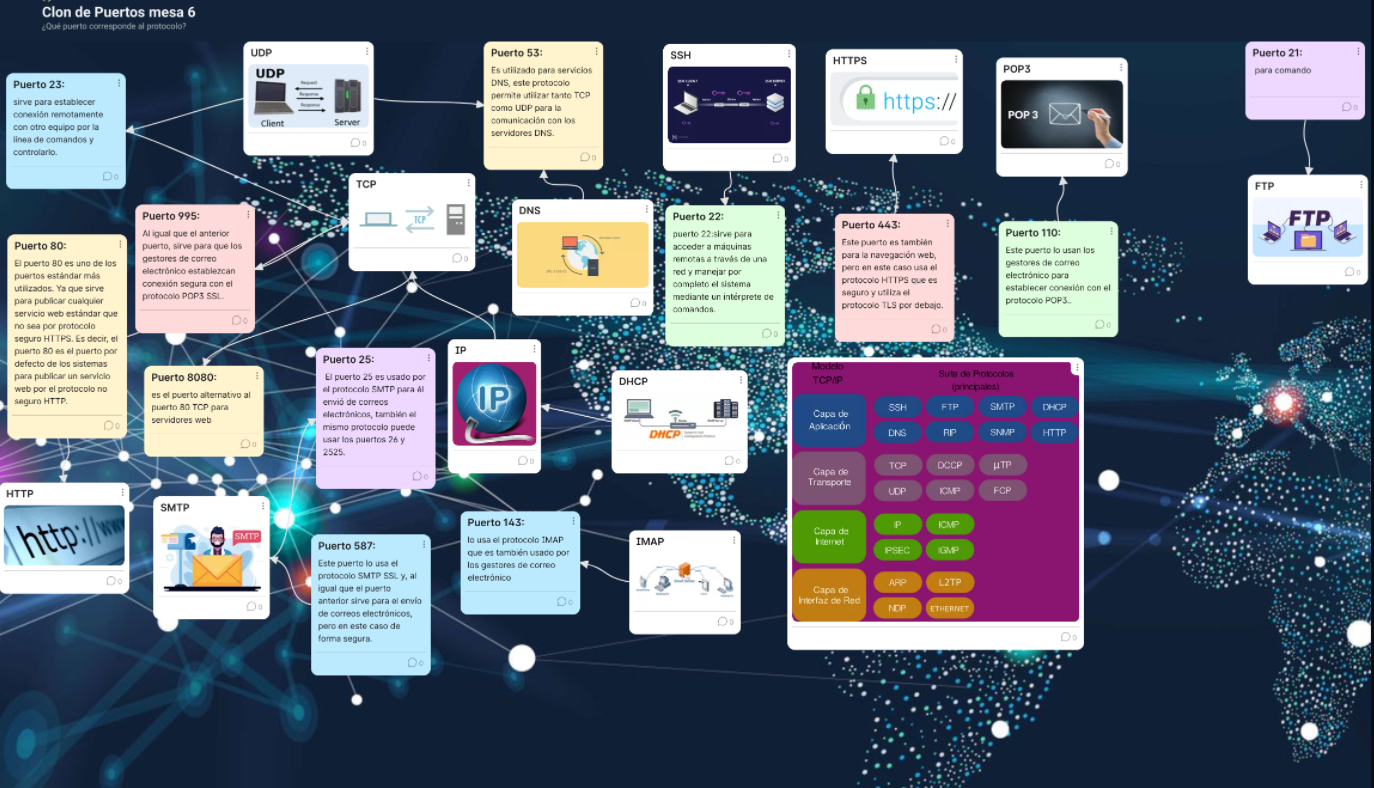 Clon de Puertos mesa 6
¿Qué puerto corresponde al protocolo?
Puerto 23:
sirve para establecer
conexión remotamente
con otro equipo por la
línea de comandos y
controlarlo.
0
UDP
UDP
Request
Response
Response
Client
Server
0
Puerto 53:
Es utilizado para servicios
DNS, este protocolo
permite utilizar tanto TCP
como UDP para la
comunicación con los
servidores DNS.
0
SSH
0
HTTPS
https://
0
POP3
POP 3
0
Puerto 21:
para comando
0
TCP
TCP
0
DNS
0
FTP
FTP
0
Puerto 995:
Al igual que el anterior
puerto, sirve para que los
gestores de correo
electrónico establezcan
conexión segura con el
protocolo POP3 SSL.
0
Puerto 22:
puerto 22:sirve para
acceder a máquinas
remotas a través de una
red y manejar por
completo el sistema
mediante un intérprete de
comandos.
0
Puerto 443:
Este puerto es también
para la navegación web,
pero en este caso usa el
protocolo HTTPS que es
seguro y utiliza el
protocolo TLS por debajo.
0
Puerto 110:
Este puerto lo usan los
gestores de correo
electrónico para
establecer conexión con el
protocolo POP3..
0
Puerto 80:
El puerto 80 es uno de los
puertos estándar más
utilizados. Ya que sirve
para publicar cualquier
servicio web estándar que
no sea por protocolo
seguro HTTPS. Es decir, el
puerto 80 es el puerto por
defecto de los sistemas
para publicar un servicio
web por el protocolo no
seguro HTTP.
0
Puerto 8080:
es el puerto alternativo al
puerto 80 TCP para
servidores web
0
Puerto 25:
El puerto 25 es usado por
el protocolo SMTP para él
envió de correos
electrónicos, también el
mismo protocolo puede
usar los puertos 26 y
2525.
0
IP
IP
0
DHCP
DHCP
0
Modelo
TCP/IP
Suite de Protocolos
(principales)
Capa de
Aplicación
SSH FTP SMTP DHCP
DNS RIP SNMP HTTP
Capa de
Transporte
TCP DCCP µTP
UDP ICMP FCP
Capa de
Internet
IP ICMP
IPSEC IGMP
Capa de
Interfaz de Red
ARP L2TP
NDP ETHERNET
0
HTTP
http://ww
0
SMTP
SMTP
0
Puerto 587:
Este puerto lo usa el
protocolo SMTP SSL y, al
igual que el puerto
anterior sirve para el envío
de correos electrónicos,
pero en este caso de
forma segura.
0
Puerto 143:
lo usa el protocolo IMAP
que es también usado por
los gestores de correo
electrónico
0
IMAP
0